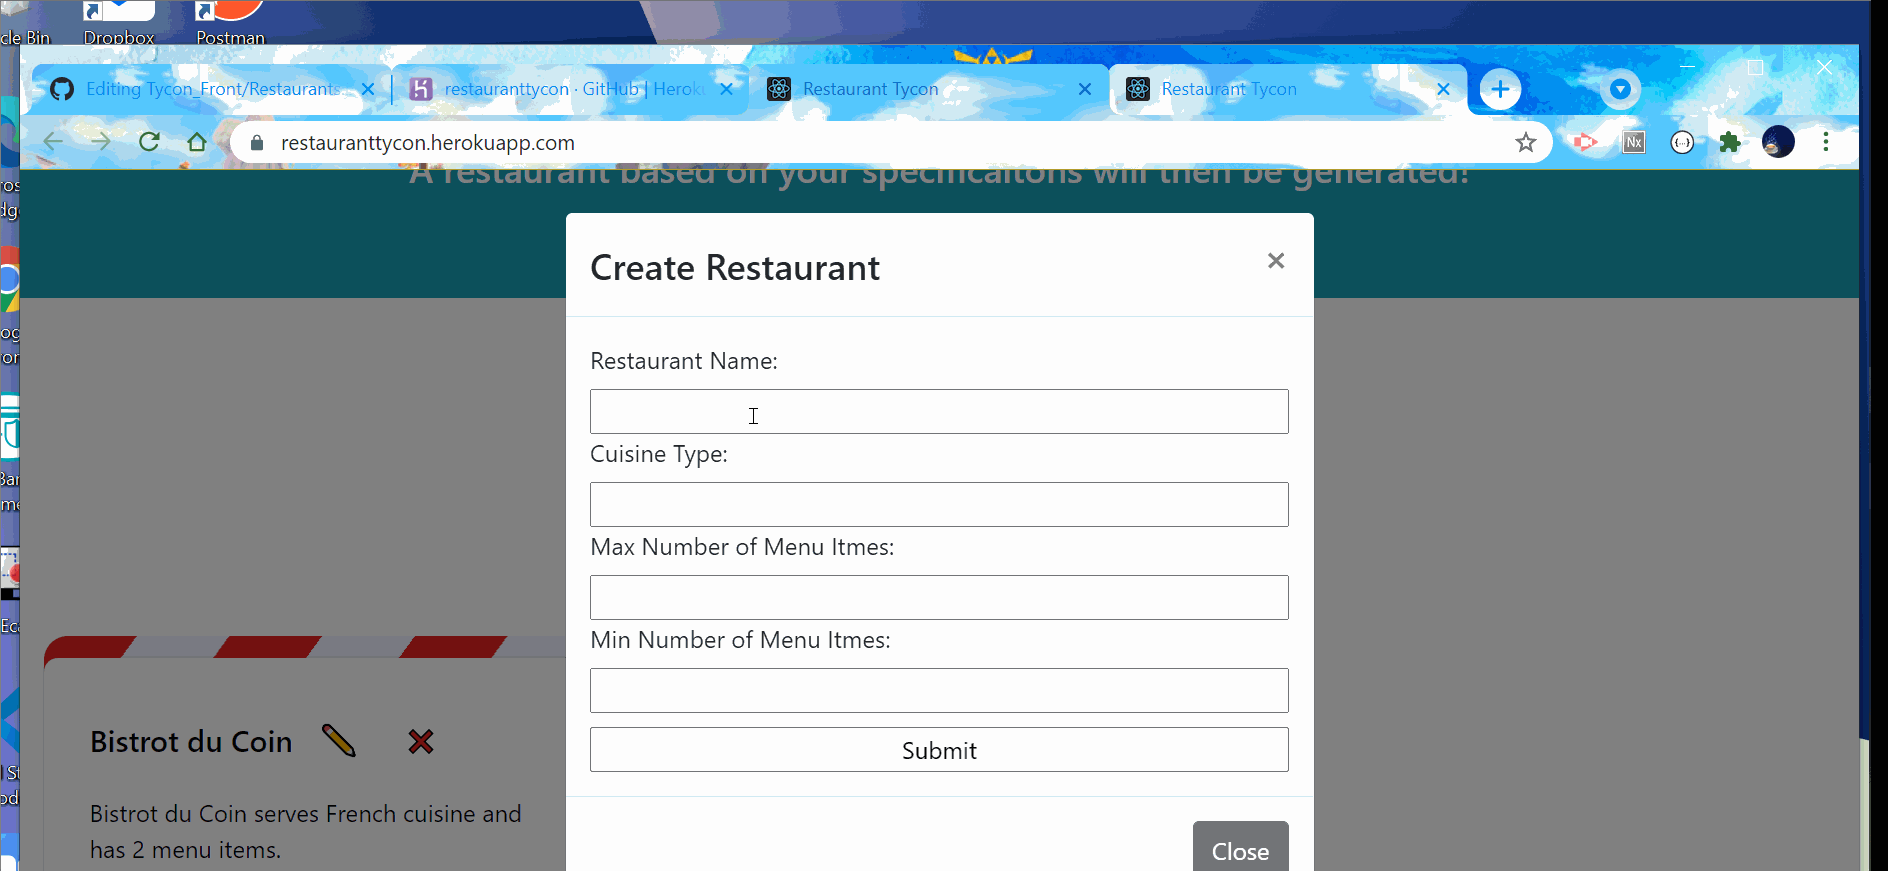 cle Bin Dropbox Postman
Editing Tycon_Front/Restaurants restauranttycon · GitHub | Heroku Restaurant Tycon Restaurant Tycon
restauranttycon.herokuapp.com
Nx
A restaurant based on your specificaitons will then be generated!
Create Restaurant ×
Restaurant Name:
Cuisine Type:
Max Number of Menu Itmes:
Min Number of Menu Itmes:
Submit
Bistrot du Coin
Bistrot du Coin serves French cuisine and
has 2 menu items.
Close